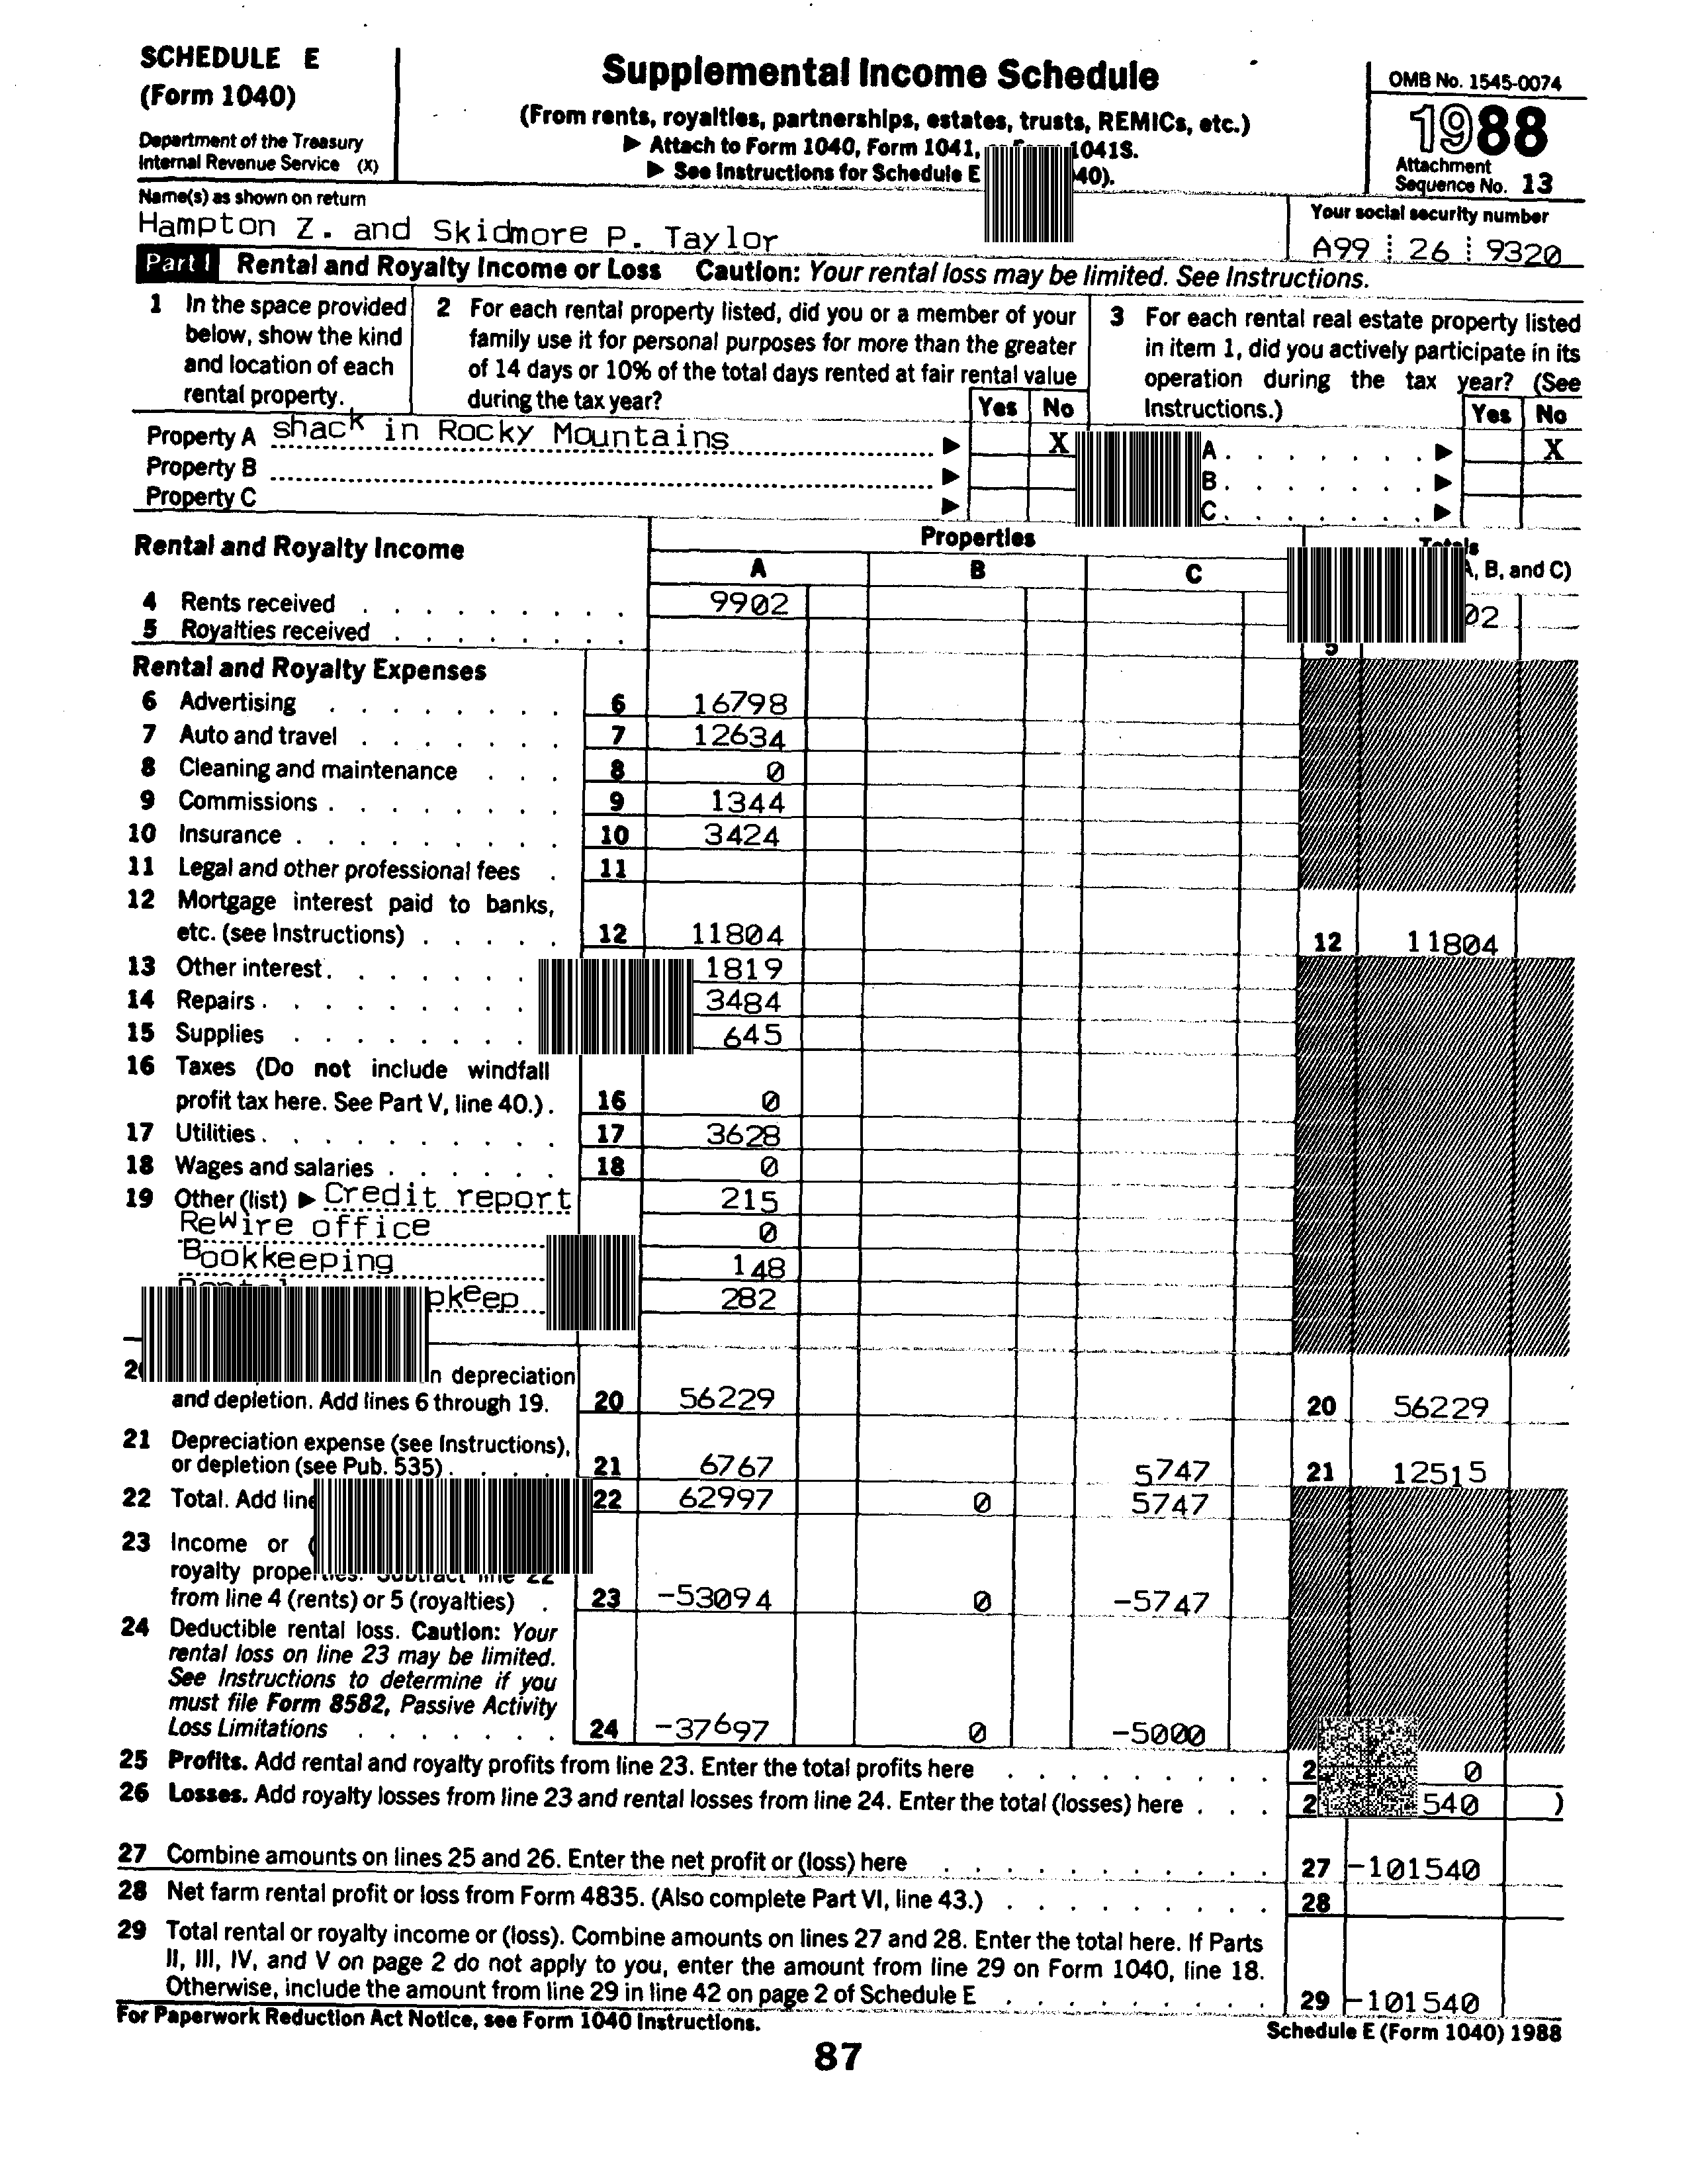 SCHEDULE E
(Form 1040)
Department of the Treasury
Internal Revenue Service (X)
Supplemental Income Schedule
(From rents, royalties, partnerships, estates, trusts, REMICs, etc.)
▶ Attach to Form 1040, Form 1041, 1041S.
▶ See Instructions for Schedule E 40).
OMB No. 1545-0074
1988
Attachment
Sequence No. 13
Name(s) as shown on return
Hampton Z. and Skidmore P. Taylor
Your social security number
A99 26 9320
Part I Rental and Royalty Income or Loss Caution: Your rental loss may be limited. See Instructions.
1 In the space provided
below, show the kind
and location of each
rental property.
2 For each rental property listed, did you or a member of your
family use it for personal purposes for more than the greater
of 14 days or 10% of the total days rented at fair rental value
during the tax year?
Yes No
3 For each rental real estate property listed
in item 1, did you actively participate in its
operation during the tax year? (See
Instructions.)
Yes No
Property A shack in Rocky Mountains ▶ X A. . . . . . . . ▶ X
Property B ▶ B. . . . . . . . ▶
Property C ▶ C. . . . . . . . ▶
Rental and Royalty Income
Properties
A B C
A, B, and C)
4 Rents received . . . . . . . . . 9902
5 Royalties received . . . . . . . . 5
Rental and Royalty Expenses
6 Advertising . . . . . . . . 6 16798
7 Auto and travel . . . . . . . 7 12634
8 Cleaning and maintenance . . . 8 0
9 Commissions . . . . . . . . 9 1344
10 Insurance . . . . . . . . . 10 3424
11 Legal and other professional fees . 11
12 Mortgage interest paid to banks,
etc. (see Instructions) . . . . . 12 11804 12 11804
13 Other interest. . . . . . . 1819
14 Repairs . . . . . . . . . 3484
15 Supplies . . . . . . . . 645
16 Taxes (Do not include windfall
profit tax here. See Part V, line 40.) . 16 0
17 Utilities . . . . . . . . . . 17 3628
18 Wages and salaries . . . . . . 18 0
19 Other (list) ▶ Credit report 215
ReWire office 0
Bookkeeping 148
282
depreciation
and depletion. Add lines 6 through 19. 20 56229 20 56229
21 Depreciation expense (see Instructions),
or depletion (see Pub. 535) . . . . 21 6767 5747 21 12515
22 Total. Add 22 62997 0 5747
23 Income or
royalty
from line 4 (rents) or 5 (royalties) . 23 -53094 0 -5747
24 Deductible rental loss. Caution: Your
rental loss on line 23 may be limited.
See Instructions to determine if you
must file Form 8582, Passive Activity
Loss Limitations . . . . . . 24 -37697 0 -5000
25 Profits. Add rental and royalty profits from line 23. Enter the total profits here . . . . . . . . . 0
26 Losses. Add royalty losses from line 23 and rental losses from line 24. Enter the total (losses) here . . . 540 )
27 Combine amounts on lines 25 and 26. Enter the net profit or (loss) here . . . . . . . . . . . 27 -101540
28 Net farm rental profit or loss from Form 4835. (Also complete Part VI, line 43.) . . . . . . . . . 28
29 Total rental or royalty income or (loss). Combine amounts on lines 27 and 28. Enter the total here. If Parts
II, III, IV, and V on page 2 do not apply to you, enter the amount from line 29 on Form 1040, line 18.
Otherwise, include the amount from line 29 in line 42 on page 2 of Schedule E . . . . . . . . . 29 -101540
For Paperwork Reduction Act Notice, see Form 1040 Instructions.
Schedule E (Form 1040) 1988
87